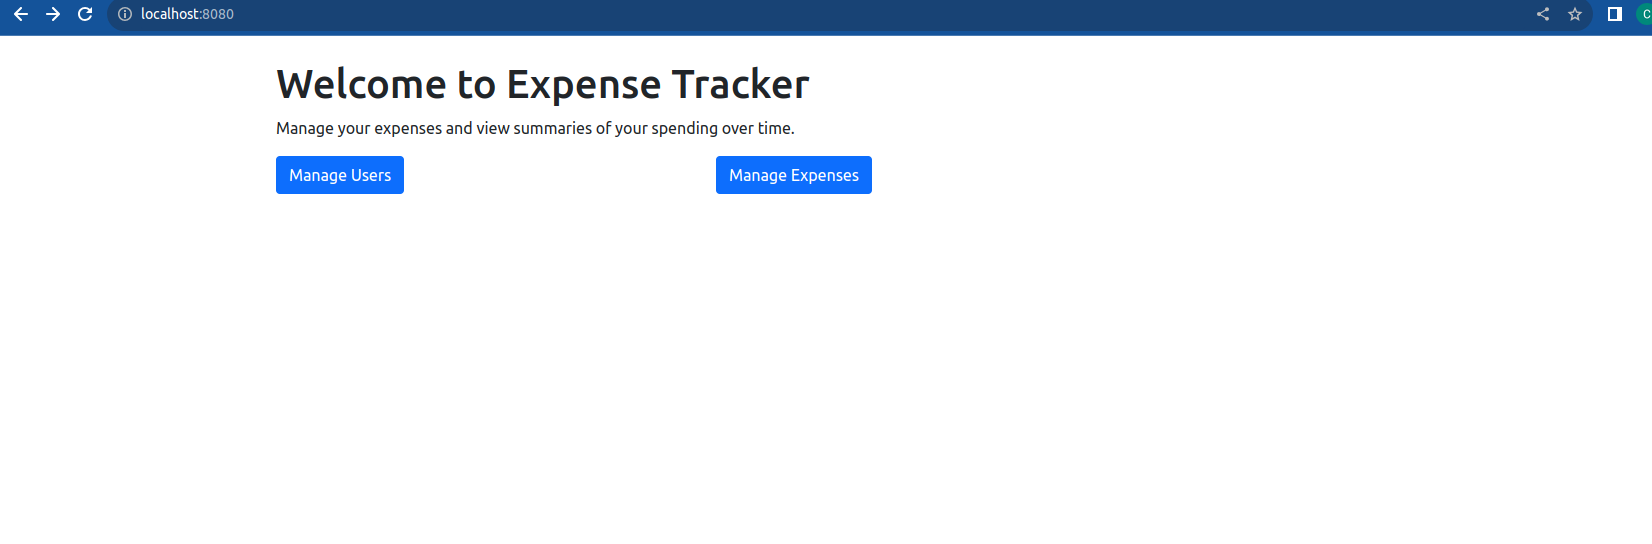 localhost:8080
C
Welcome to Expense Tracker
Manage your expenses and view summaries of your spending over time.
Manage Users Manage Expenses